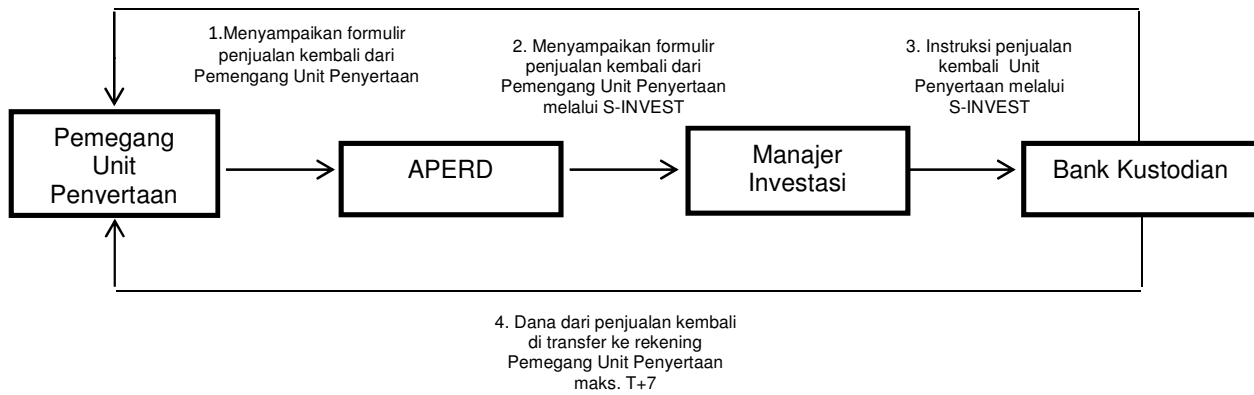 1.Menyampaikan formulir
penjualan kembali dari
Pemengang Unit Penyertaan
2. Menyampaikan formulir
penjualan kembali dari
Pemengang Unit Penyertaan
melalui S-INVEST
3. Instruksi penjualan
kembali Unit
Penyertaan melalui
S-INVEST
Pemegang
Unit
Penvertaan
APERD
Manajer
Investasi
Bank Kustodian
4. Dana dari penjualan kembali
di transfer ke rekening
Pemegang Unit Penyertaan
maks. T+7